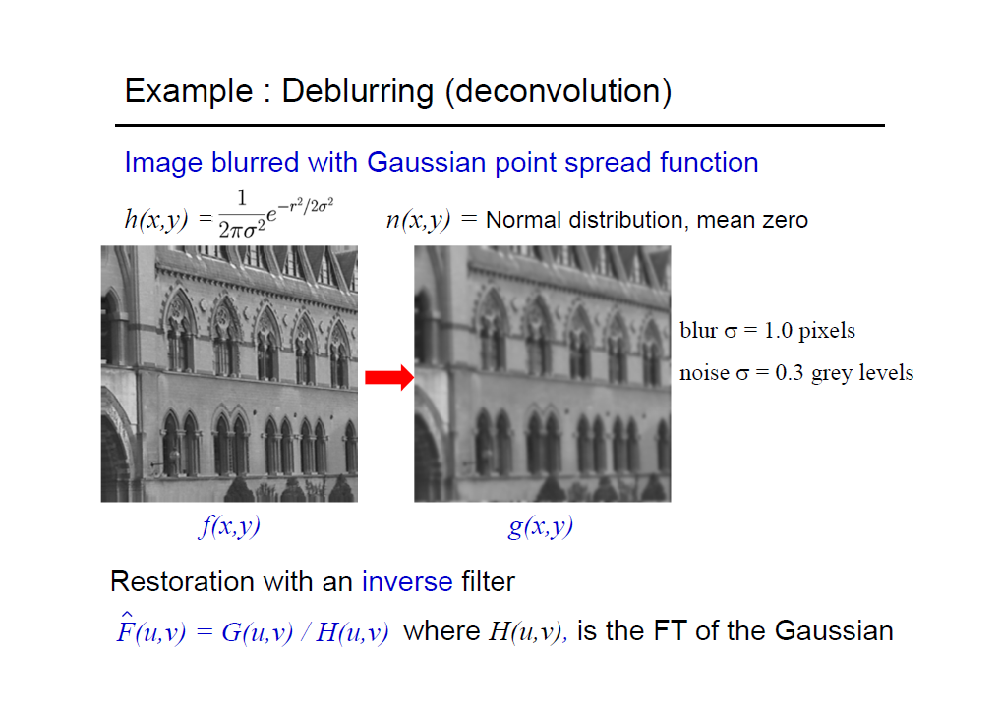 Example : Deblurring (deconvolution)
Image blurred with Gaussian point spread function
h(x,y) = \frac{1}{2\pi\sigma^2} e^{-r^2/2\sigma^2}
n(x,y) = Normal distribution, mean zero
blur σ = 1.0 pixels
noise σ = 0.3 grey levels
f(x,y)
g(x,y)
Restoration with an inverse filter
F̂(u,v) = G(u,v) / H(u,v) where H(u,v), is the FT of the Gaussian